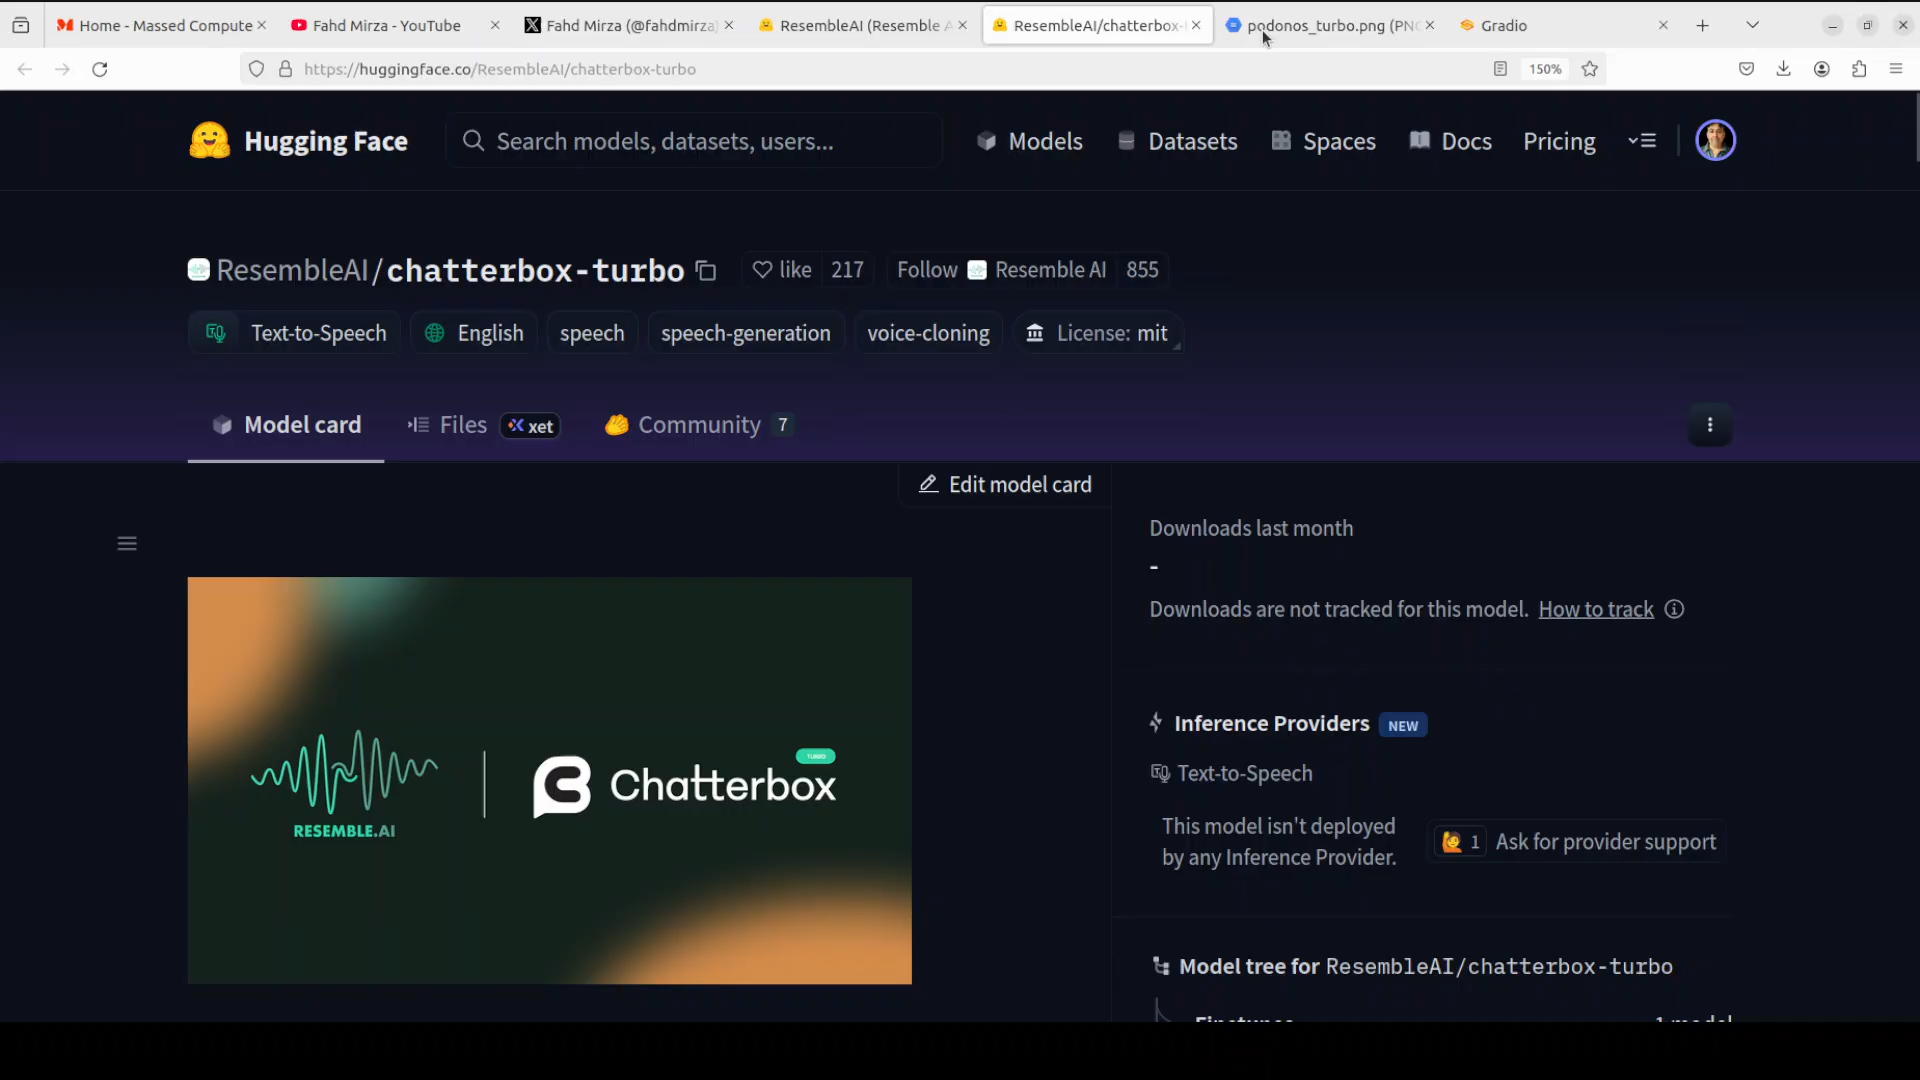 Home - Massed Compute
Fahd Mirza - YouTube
Fahd Mirza (@fahdmirza)
ResembleAI (Resemble A
ResembleAI/chatterbox-
podonos_turbo.png (PNG
Gradio
https://huggingface.co/ResembleAI/chatterbox-turbo
150%
Hugging Face
Search models, datasets, users...
Models
Datasets
Spaces
Docs
Pricing
ResembleAI/chatterbox-turbo
like 217
Follow Resemble AI 855
Text-to-Speech
English
speech
speech-generation
voice-cloning
License: mit
Model card
Files xet
Community 7
Edit model card
Downloads last month
-
Downloads are not tracked for this model. How to track
RESEMBLE.AI
Chatterbox
TURBO
Inference Providers NEW
Text-to-Speech
This model isn't deployed
by any Inference Provider.
1 Ask for provider support
Model tree for ResembleAI/chatterbox-turbo
Finetunes
1 model